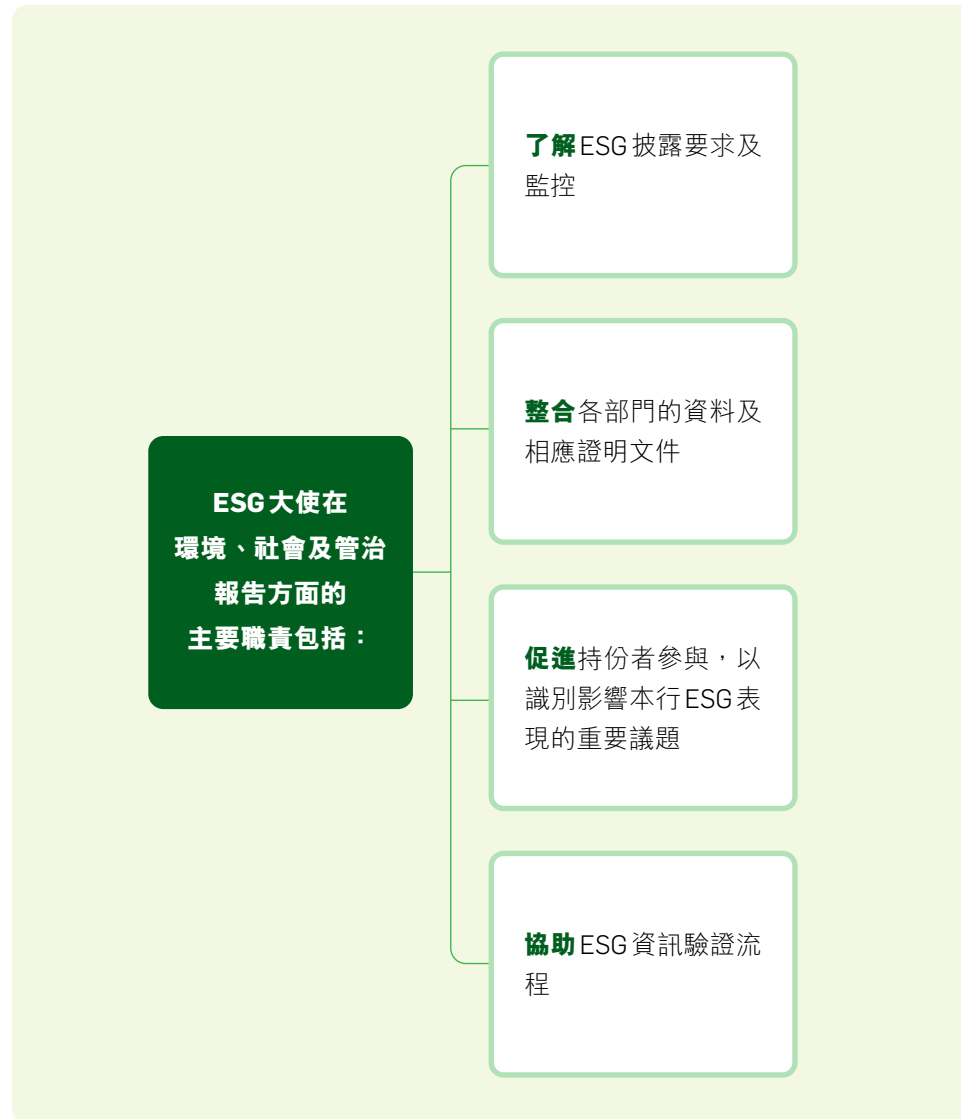 ESG大使在
環境、社會及管治
報告方面的
主要職責包括：
了解ESG披露要求及
監控
整合各部門的資料及
相應證明文件
促進持份者參與，以
識別影響本行ESG表
現的重要議題
協助ESG資訊驗證流
程